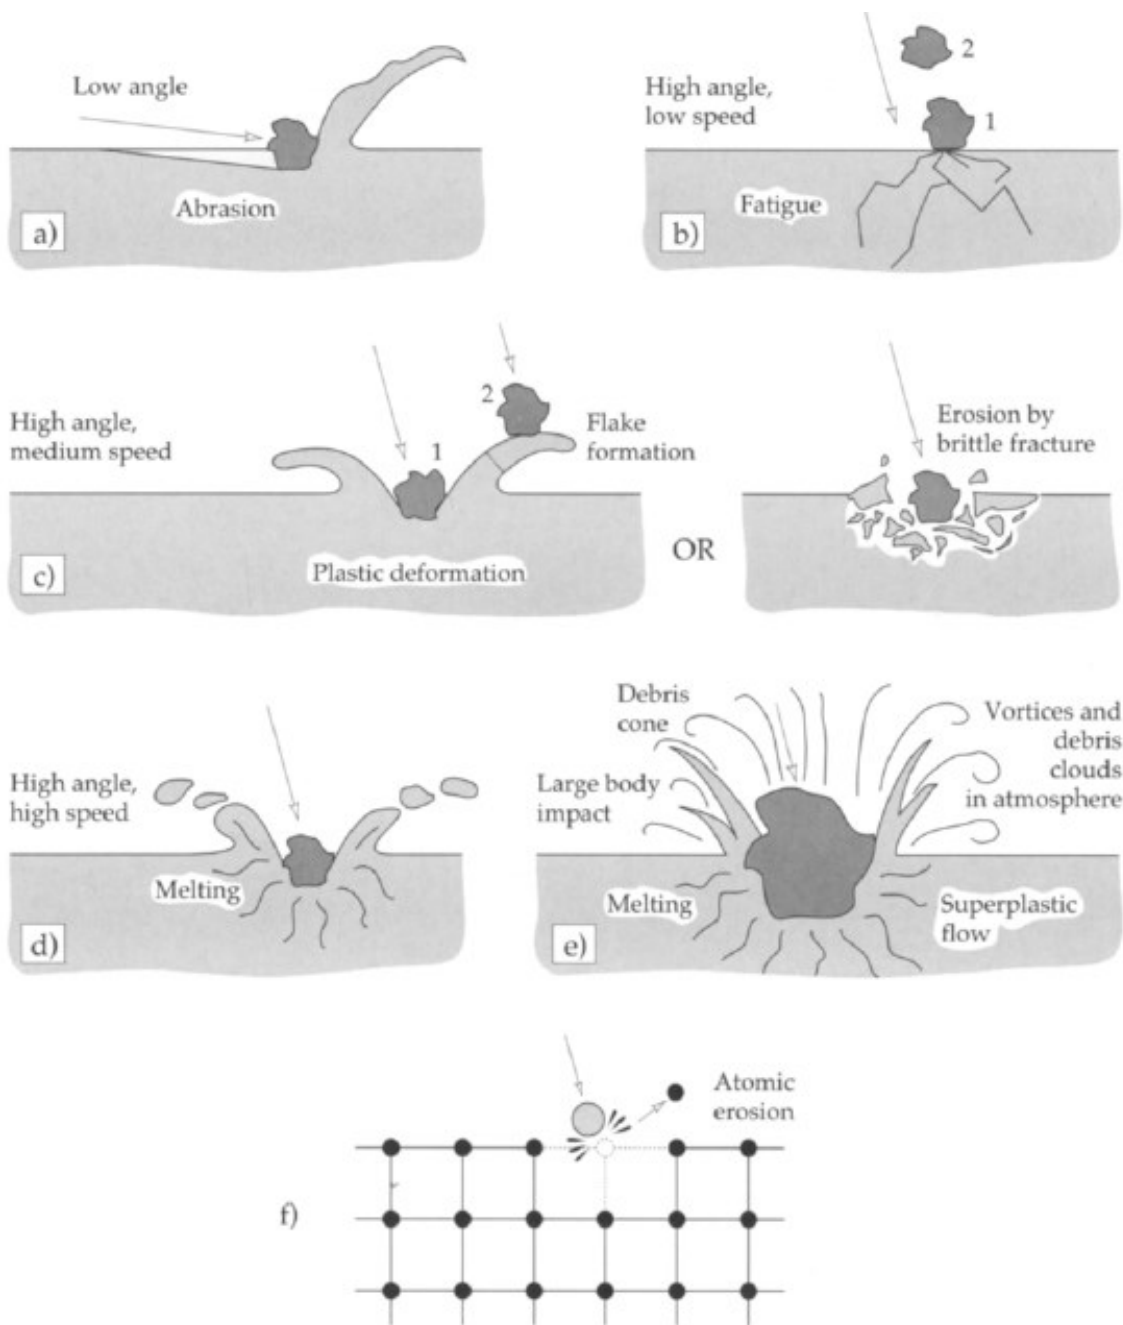 Low angle
Abrasion
a)
2
High angle,
low speed
1
Fatigue
b)
2
High angle,
medium speed
1
Flake
formation
Plastic deformation
c)
OR
Erosion by
brittle fracture
High angle,
high speed
Melting
d)
Debris
cone
Large body
impact
Vortices and
debris
clouds
in atmosphere
Melting
Superplastic
flow
e)
Atomic
erosion
f)